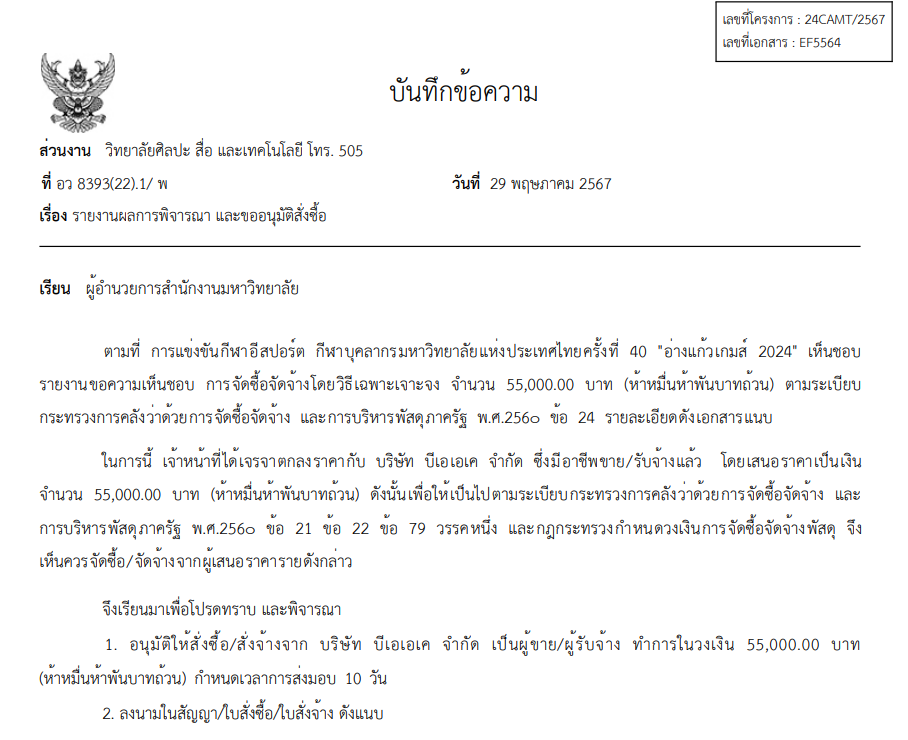 เลขที่โครงการ : 24CAMT/2567
เลขที่เอกสาร : EF5564
บันทึกข้อความ
ส่วนงาน วิทยาลัยศิลปะ สื่อ และเทคโนโลยี โทร. 505
ที่ อว 8393(22).1/ พ วันที่ 29 พฤษภาคม 2567
เรื่อง รายงานผลการพิจารณา และขออนุมัติสั่งซื้อ
เรียน ผู้อำนวยการสำนักงานมหาวิทยาลัย
ตามที่ การแข่งขันกีฬาอีสปอร์ต กีฬาบุคลากรมหาวิทยาลัยแห่งประเทศไทยครั้งที่ 40 "อ่างแก้วเกมส์ 2024" เห็นชอบ
รายงานขอความเห็นชอบ การจัดซื้อจัดจ้างโดยวิธีเฉพาะเจาะจง จำนวน 55,000.00 บาท (ห้าหมื่นห้าพันบาทถ้วน) ตามระเบียบ
กระทรวงการคลังว่าด้วยการจัดซื้อจัดจ้าง และการบริหารพัสดุภาครัฐ พ.ศ.256๐ ข้อ 24 รายละเอียดดังเอกสารแนบ
ในการนี้ เจ้าหน้าที่ได้เจรจาตกลงราคากับ บริษัท บีเอเอเค จำกัด ซึ่งมีอาชีพขาย/รับจ้างแล้ว โดยเสนอราคาเป็นเงิน
จำนวน 55,000.00 บาท (ห้าหมื่นห้าพันบาทถ้วน) ดังนั้นเพื่อให้เป็นไปตามระเบียบกระทรวงการคลังว่าด้วยการจัดซื้อจัดจ้าง และ
การบริหารพัสดุภาครัฐ พ.ศ.256๐ ข้อ 21 ข้อ 22 ข้อ 79 วรรคหนึ่ง และกฎกระทรวงกำหนดวงเงินการจัดซื้อจัดจ้างพัสดุ จึง
เห็นควรจัดซื้อ/จัดจ้างจากผู้เสนอราคารายดังกล่าว
จึงเรียนมาเพื่อโปรดทราบ และพิจารณา
1. อนุมัติให้สั่งซื้อ/สั่งจ้างจาก บริษัท บีเอเอเค จำกัด เป็นผู้ขาย/ผู้รับจ้าง ทำการในวงเงิน 55,000.00 บาท
(ห้าหมื่นห้าพันบาทถ้วน) กำหนดเวลาการส่งมอบ 10 วัน
2. ลงนามในสัญญา/ใบสั่งซื้อ/ใบสั่งจ้าง ดังแนบ